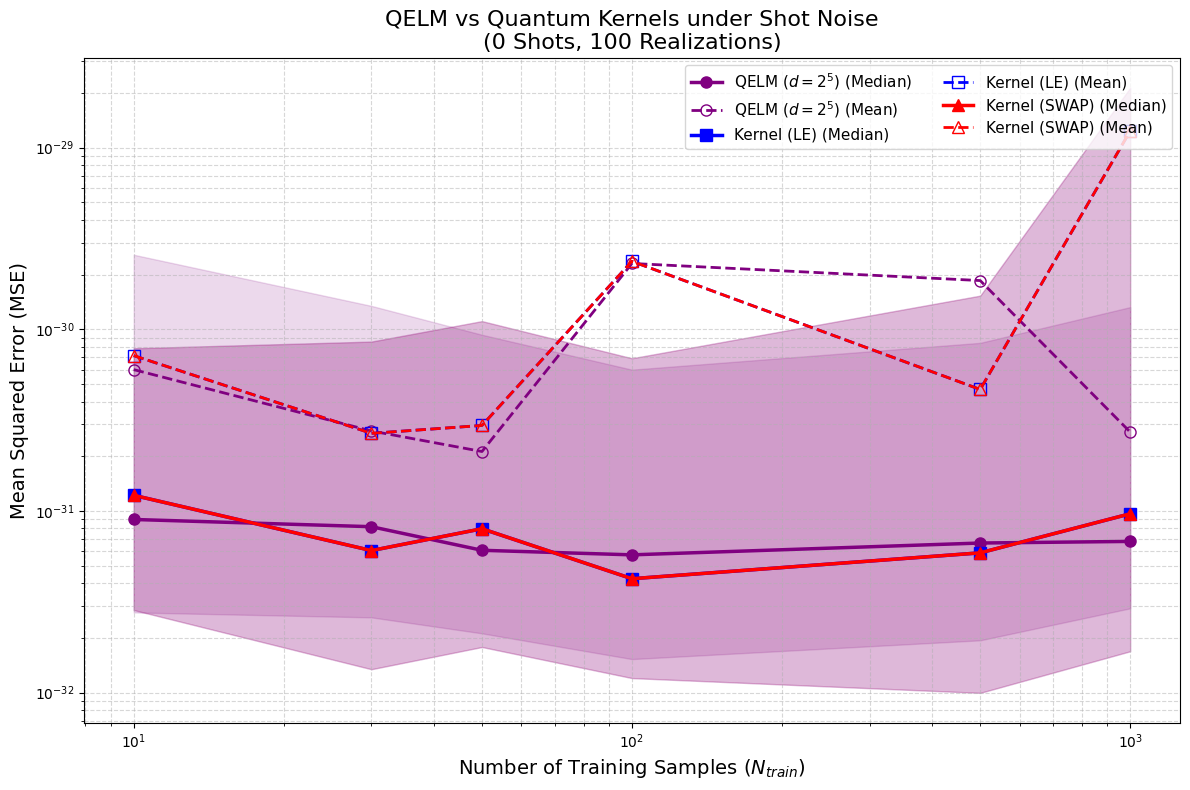 QELM vs Quantum Kernels under Shot Noise
(0 Shots, 100 Realizations)
QELM (d = 2⁵) (Median)
QELM (d = 2⁵) (Mean)
Kernel (LE) (Median)
Kernel (LE) (Mean)
Kernel (SWAP) (Median)
Kernel (SWAP) (Mean)
Mean Squared Error (MSE)
10⁻²⁹
10⁻³⁰
10⁻³¹
10⁻³²
10¹
10²
10³
Number of Training Samples (N_train)